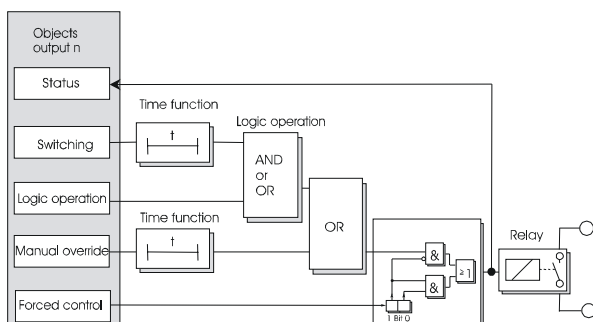 Objects
output n
Status
Time function
Logic operation
Switching
t
AND
or
OR
Logic operation
Time function
OR
Manual override
t
Relay
&
≥1
&
Forced control
1 Bit 0